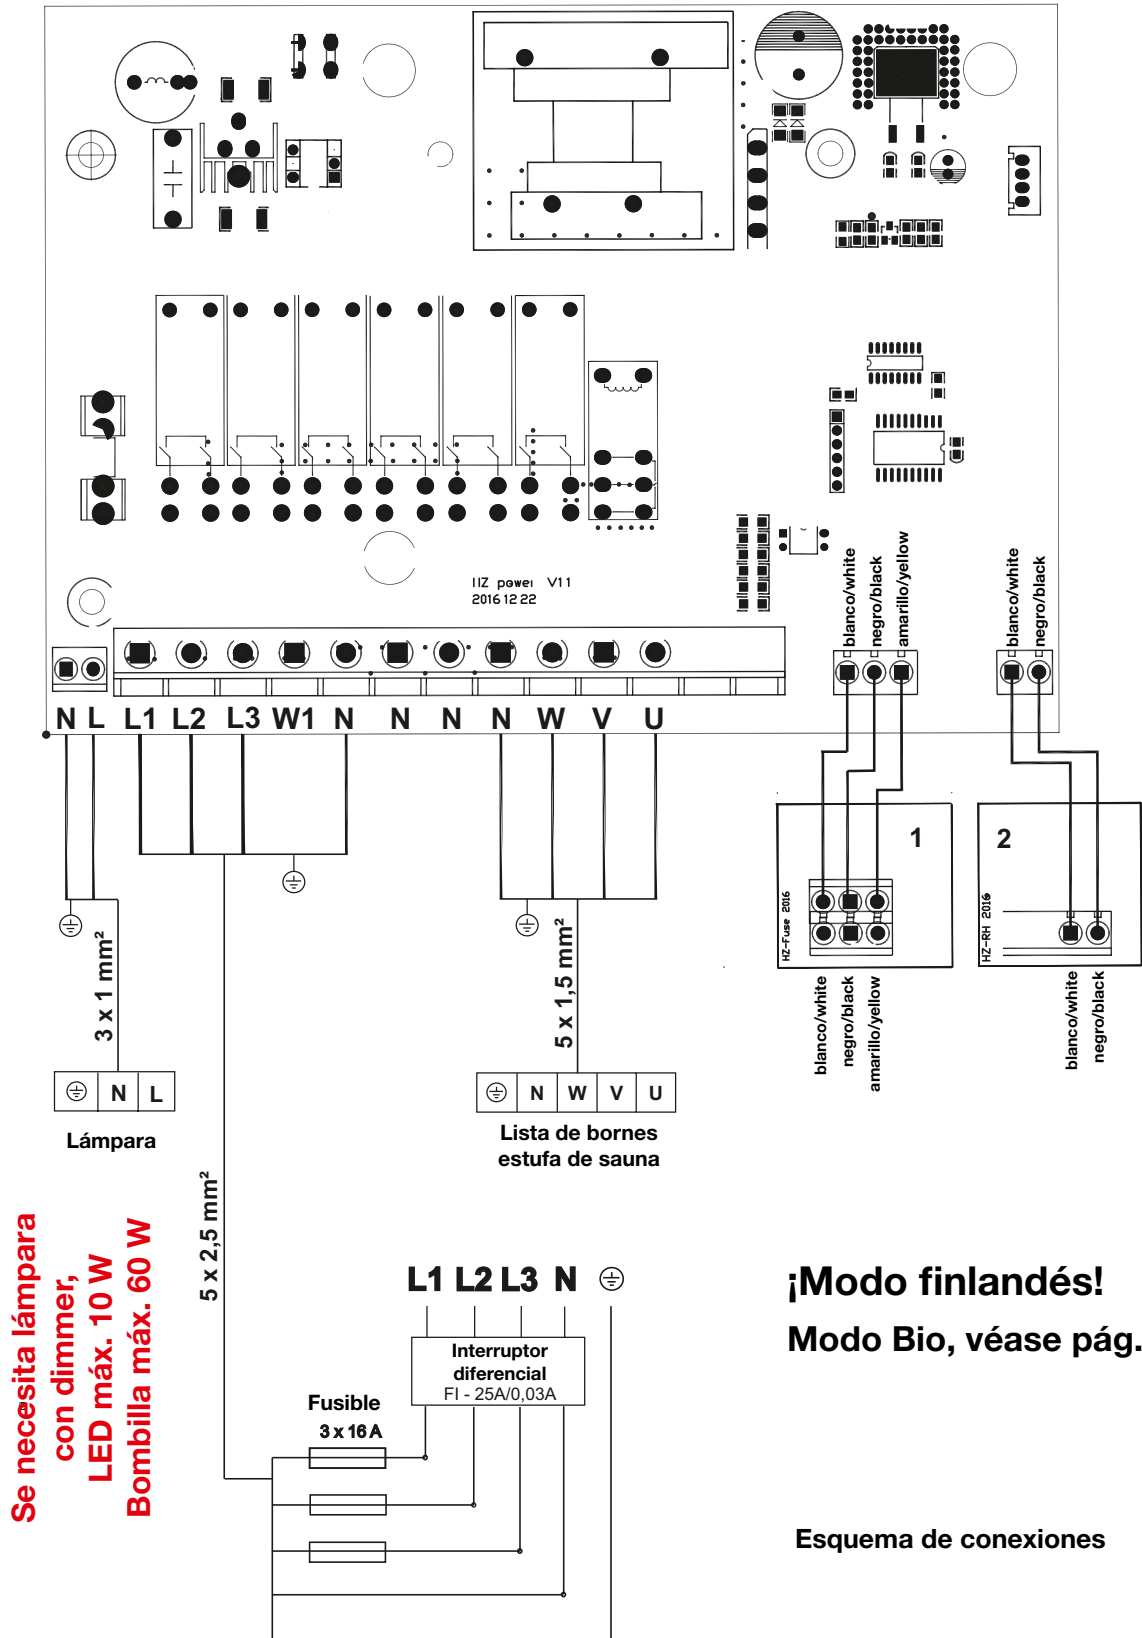 IIZ power V11
2016 12 22
blanco/white
negro/black
amarillo/yellow
blanco/white
negro/black
N L L1 L2 L3 W1 N N N N W V U
1
HZ-Fuse 2016
2
HZ-RH 2016
blanco/white
negro/black
amarillo/yellow
blanco/white
negro/black
3 x 1 mm²
5 x 1,5 mm²
N L
Lámpara
N W V U
Lista de bornes
estufa de sauna
5 x 2,5 mm²
Se necesita lámpara
con dimmer,
LED máx. 10 W
Bombilla máx. 60 W
L1 L2 L3 N
Interruptor
diferencial
FI - 25A/0,03A
Fusible
3 x 16 A
¡Modo finlandés!
Modo Bio, véase pág.
Esquema de conexiones